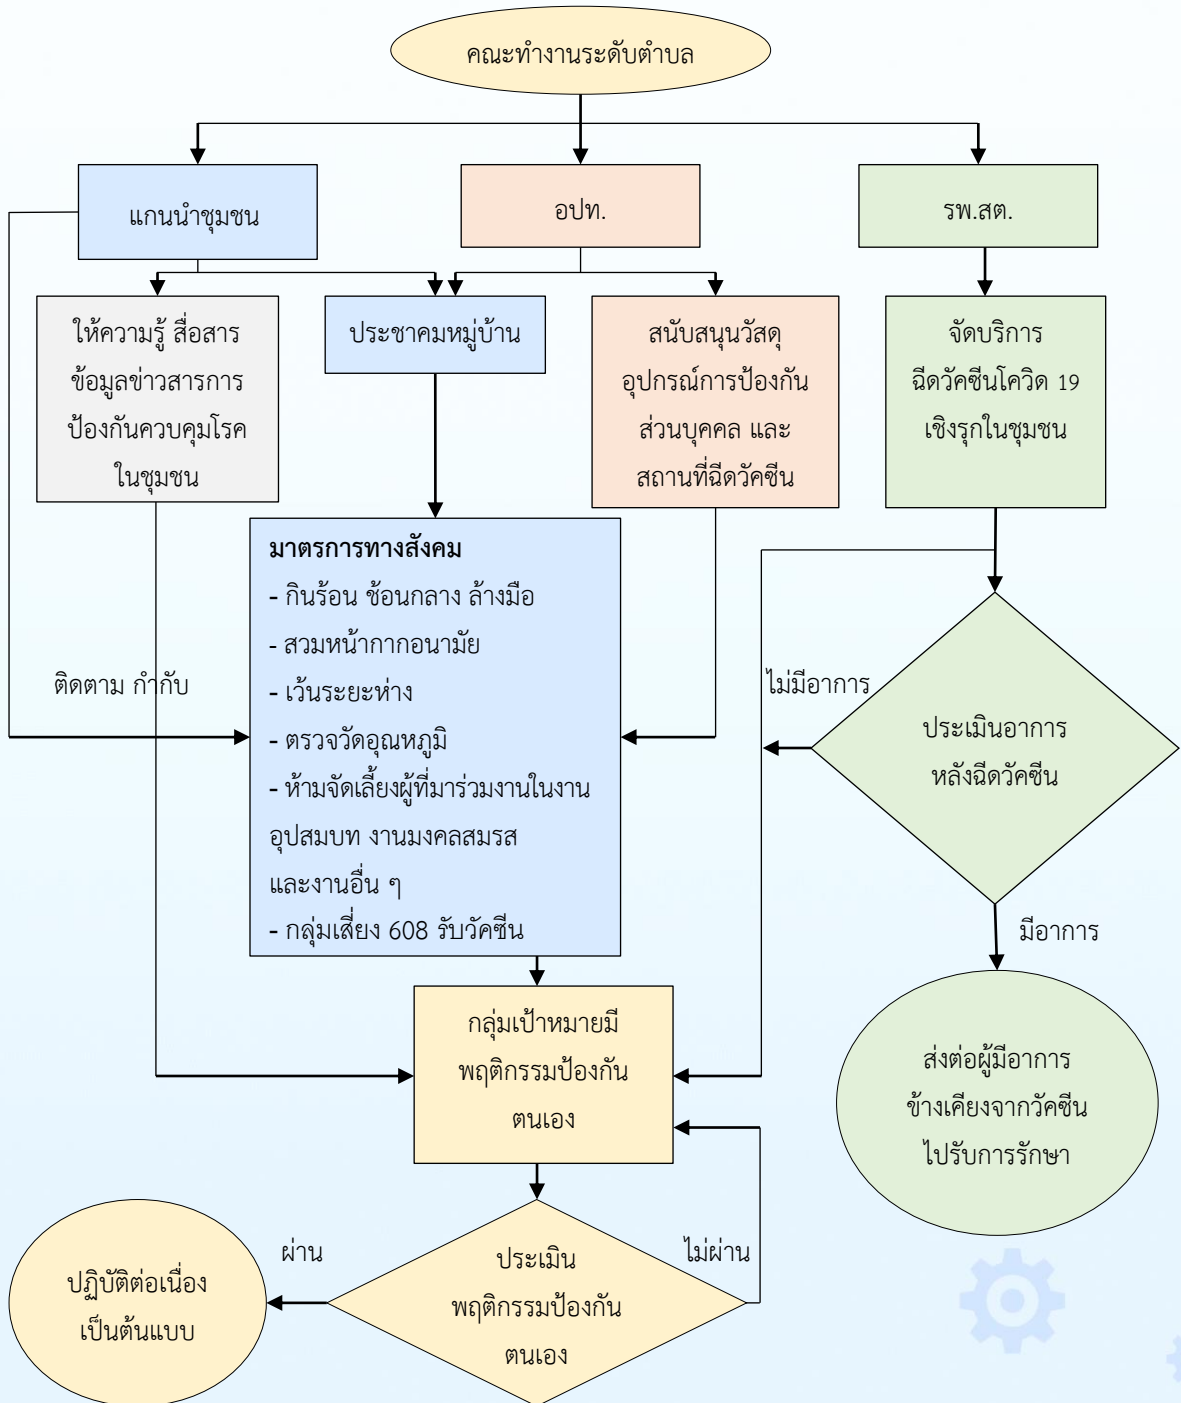 คณะทำงานระดับตำบล
แกนนำชุมชน
อปท.
รพ.สต.
ให้ความรู้ สื่อสาร
ข้อมูลข่าวสารการ
ป้องกันควบคุมโรค
ในชุมชน
ประชาคมหมู่บ้าน
สนับสนุนวัสดุ
อุปกรณ์การป้องกัน
ส่วนบุคคล และ
สถานที่ฉีดวัคซีน
จัดบริการ
ฉีดวัคซีนโควิด 19
เชิงรุกในชุมชน
มาตรการทางสังคม
- กินร้อน ช้อนกลาง ล้างมือ
- สวมหน้ากากอนามัย
- เว้นระยะห่าง
- ตรวจวัดอุณหภูมิ
- ห้ามจัดเลี้ยงผู้ที่มาร่วมงานในงาน
อุปสมบท งานมงคลสมรส
และงานอื่น ๆ
- กลุ่มเสี่ยง 608 รับวัคซีน
ติดตาม กำกับ
ไม่มีอาการ
ประเมินอาการ
หลังฉีดวัคซีน
มีอาการ
ส่งต่อผู้มีอาการ
ข้างเคียงจากวัคซีน
ไปรับการรักษา
กลุ่มเป้าหมายมี
พฤติกรรมป้องกัน
ตนเอง
ผ่าน
ไม่ผ่าน
ประเมิน
พฤติกรรมป้องกัน
ตนเอง
ปฏิบัติต่อเนื่อง
เป็นต้นแบบ